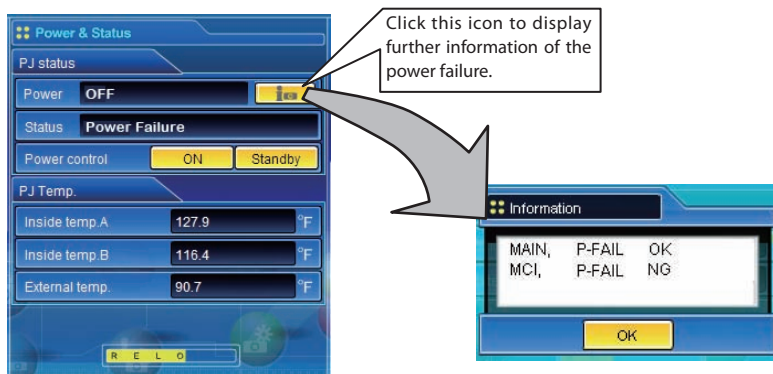 Power & Status
PJ status
Power OFF
Status Power Failure
Power control ON Standby
PJ Temp.
Inside temp.A 127.9 °F
Inside temp.B 116.4 °F
External temp. 90.7 °F
R E L O
Click this icon to display
further information of the
power failure.
Information
MAIN, P-FAIL OK
MCI, P-FAIL NG
OK